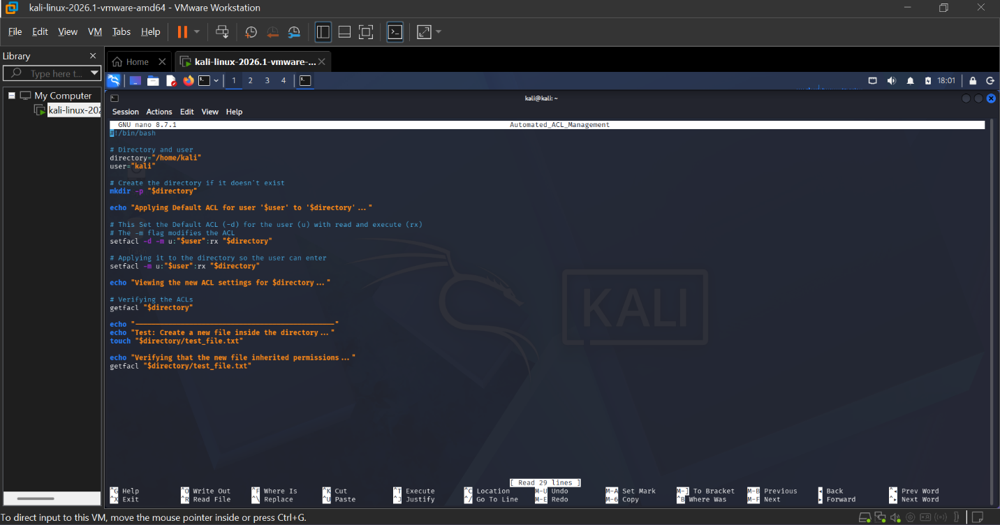 kali-linux-2026.1-vmware-amd64 - VMware Workstation
File Edit View VM Tabs Help
Library
Type here t...
My Computer
kali-linux-202
Home
kali-linux-2026.1-vmware-...
1 2 3 4
18:01
kali@kali: ~
Session Actions Edit View Help
GNU nano 8.7.1 Automated_ACL_Management
#!/bin/bash
# Directory and user
directory="/home/kali"
user="kali"
# Create the directory if it doesn't exist
mkdir -p "$directory"
echo "Applying Default ACL for user '$user' to '$directory'..."
# This Set the Default ACL (-d) for the user (u) with read and execute (rx)
# The -m flag modifies the ACL
setfacl -d -m u:"$user":rx "$directory"
# Applying it to the directory so the user can enter
setfacl -m u:"$user":rx "$directory"
echo "Viewing the new ACL settings for $directory..."
# Verifying the ACLs
getfacl "$directory"
echo "------------------------------------------------"
echo "Test: Create a new file inside the directory..."
touch "$directory/test_file.txt"
echo "Verifying that the new file inherited permissions..."
getfacl "$directory/test_file.txt"
KALI
[ Read 29 lines ]
^G Help ^O Write Out ^F Where Is ^K Cut ^T Execute ^C Location M-U Undo M-A Set Mark M-] To Bracket M-B Previous ◂ Back ^◂ Prev Word
^X Exit ^R Read File ^\ Replace ^U Paste ^J Justify ^/ Go To Line M-E Redo M-6 Copy ^B Where Was M-F Next ▸ Forward ^▸ Next Word
To direct input to this VM, move the mouse pointer inside or press Ctrl+G.